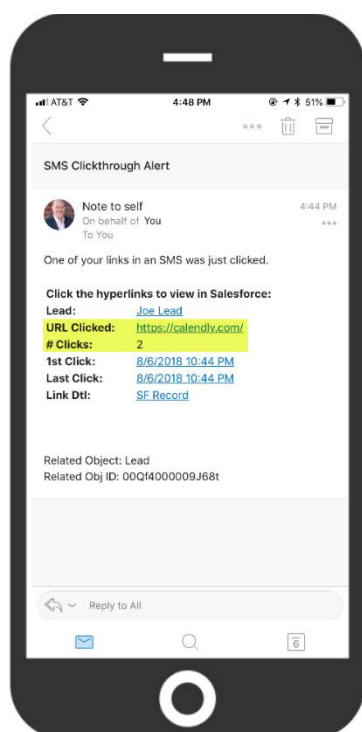 AT&T 4:48 PM 51%
SMS Clickthrough Alert
Note to self 4:44 PM
On behalf of You
To You
One of your links in an SMS was just clicked.
Click the hyperlinks to view in Salesforce:
Lead: Joe Lead
URL Clicked: https://calendly.com/
# Clicks: 2
1st Click: 8/6/2018 10:44 PM
Last Click: 8/6/2018 10:44 PM
Link Dtl: SF Record
Related Object: Lead
Related Obj ID: 00Qf4000009J68t
Reply to All
6